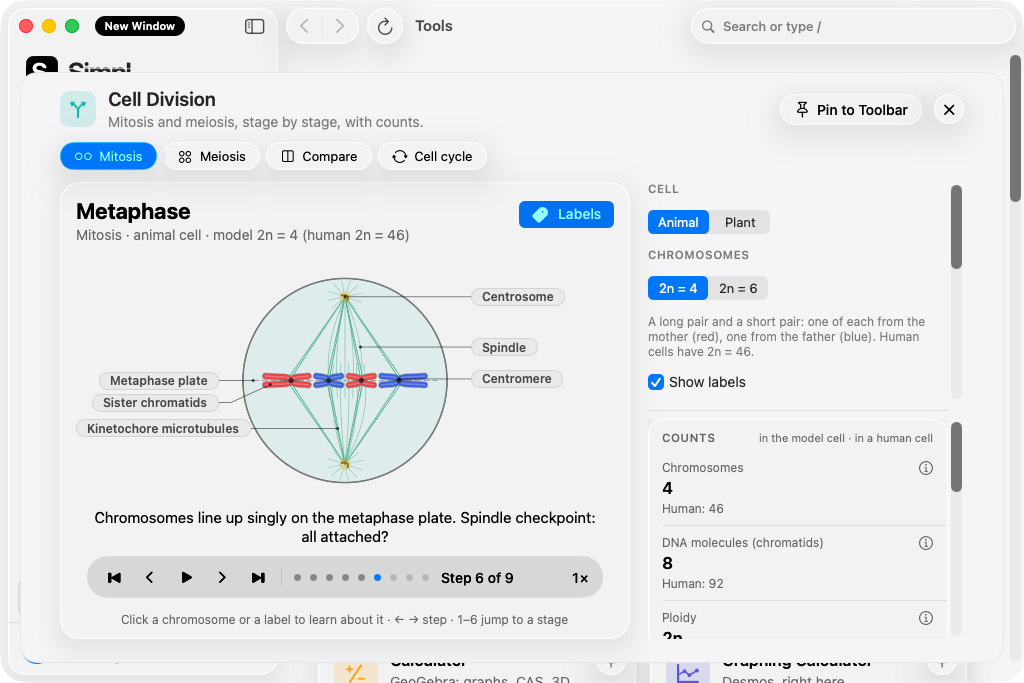 New Window
Tools
Search or type /
Simpl
Cell Division
Mitosis and meiosis, stage by stage, with counts.
Pin to Toolbar
Mitosis
Meiosis
Compare
Cell cycle
Metaphase
Mitosis · animal cell · model 2n = 4 (human 2n = 46)
Labels
Centrosome
Spindle
Centromere
Metaphase plate
Sister chromatids
Kinetochore microtubules
Chromosomes line up singly on the metaphase plate. Spindle checkpoint:
all attached?
Step 6 of 9
1×
Click a chromosome or a label to learn about it · ← → step · 1–6 jump to a stage
CELL
Animal
Plant
CHROMOSOMES
2n = 4
2n = 6
A long pair and a short pair: one of each from the
mother (red), one from the father (blue). Human
cells have 2n = 46.
Show labels
COUNTS
in the model cell · in a human cell
Chromosomes
4
Human: 46
DNA molecules (chromatids)
8
Human: 92
Ploidy
2n
Calculator
GeoGebra: graphs, CAS, 3D
Graphing Calculator
Desmos, right here